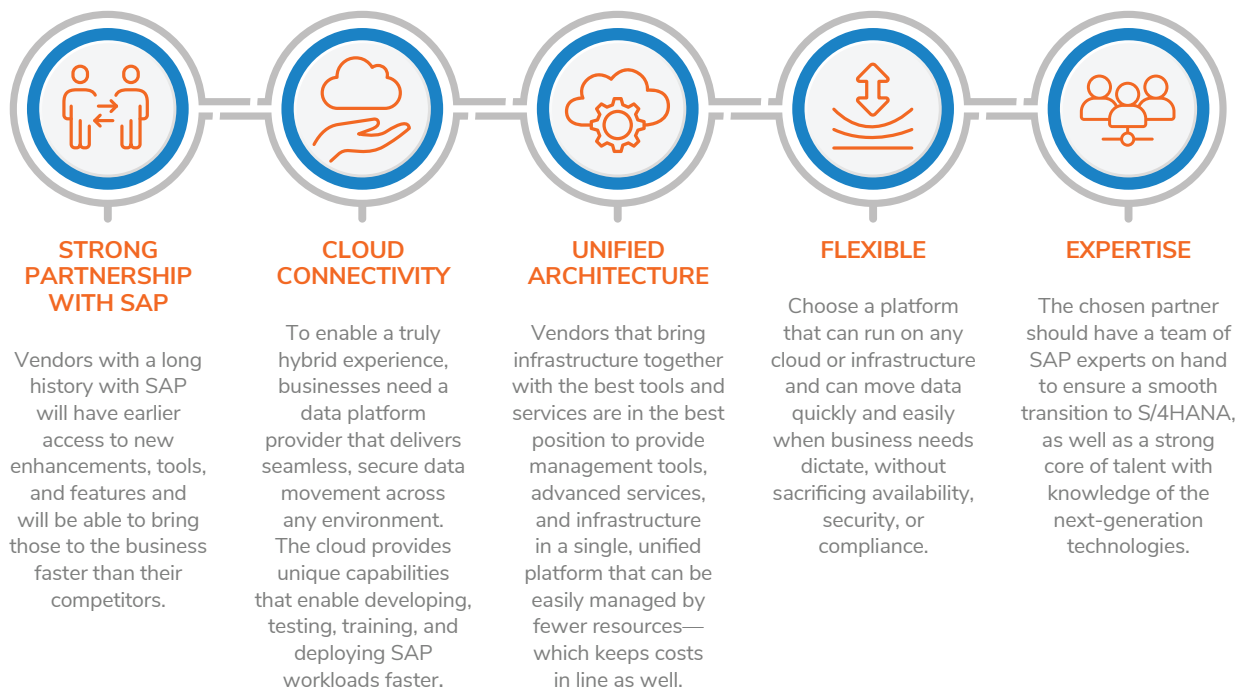 STRONG
PARTNERSHIP
WITH SAP
Vendors with a long
history with SAP
will have earlier
access to new
enhancements, tools,
and features and
will be able to bring
those to the business
faster than their
competitors.
CLOUD
CONNECTIVITY
To enable a truly
hybrid experience,
businesses need a
data platform
provider that delivers
seamless, secure data
movement across
any environment.
The cloud provides
unique capabilities
that enable developing,
testing, training, and
deploying SAP
workloads faster.
UNIFIED
ARCHITECTURE
Vendors that bring
infrastructure together
with the best tools and
services are in the best
position to provide
management tools,
advanced services,
and infrastructure
in a single, unified
platform that can be
easily managed by
fewer resources—
which keeps costs
in line as well.
FLEXIBLE
Choose a platform
that can run on any
cloud or infrastructure
and can move data
quickly and easily
when business needs
dictate, without
sacrificing availability,
security, or
compliance.
EXPERTISE
The chosen partner
should have a team of
SAP experts on hand
to ensure a smooth
transition to S/4HANA,
as well as a strong
core of talent with
knowledge of the
next-generation
technologies.